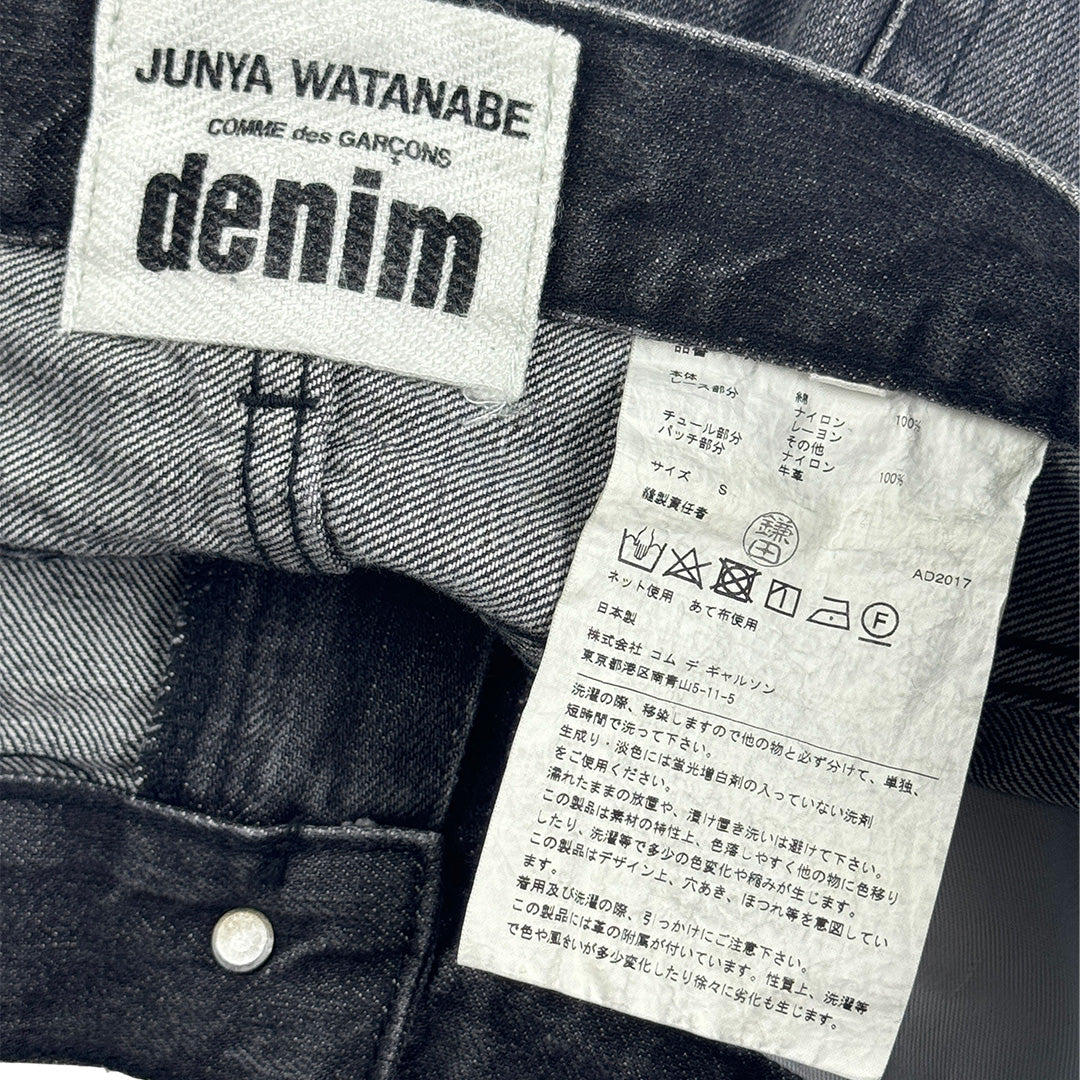 JUNYA WATANABE
COMME des GARÇONS
denim
品番
本体 綿 100%
レース部分 ナイロン
レーヨン
その他
チュール部分 ナイロン 100%
パッチ部分 牛革
サイズ S
縫製責任者 鎌田
AD2017
1 F
ネット使用 あて布使用
日本製
株式会社 コム デ ギャルソン
東京都港区南青山5-11-5
洗濯の際、移染しますので他の物と必ず分けて、単独、
短時間で洗って下さい。
生成り・淡色には蛍光増白剤の入っていない洗剤
をご使用ください。
濡れたままの放置や、漬け置き洗いは避けて下さい。
この製品は素材の特性上、色落しやすく他の物に色移り
したり、洗濯等で多少の色変化や縮みが生じます。
この製品はデザイン上、穴あき、ほつれ等を意図してい
ます。
着用及び洗濯の際、引っかけにご注意下さい。
この製品には革の附属が付いています。性質上、洗濯等
で色や風合いが多少変化したり徐々に劣化も生じます。